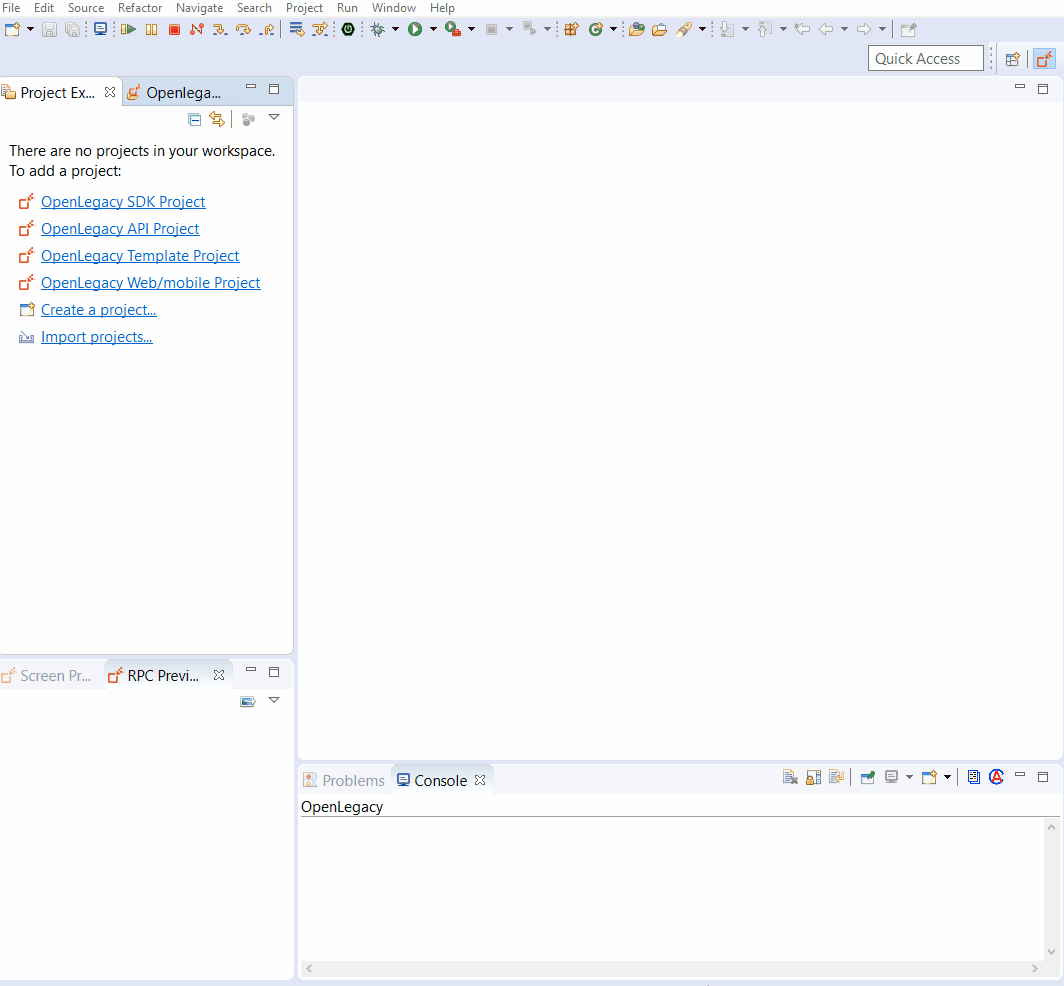 File Edit Source Refactor Navigate Search Project Run Window Help
Quick Access
Project Ex... Openlega...
There are no projects in your workspace.
To add a project:
OpenLegacy SDK Project
OpenLegacy API Project
OpenLegacy Template Project
OpenLegacy Web/mobile Project
Create a project...
Import projects...
Screen Pr... RPC Previ...
Problems Console
OpenLegacy